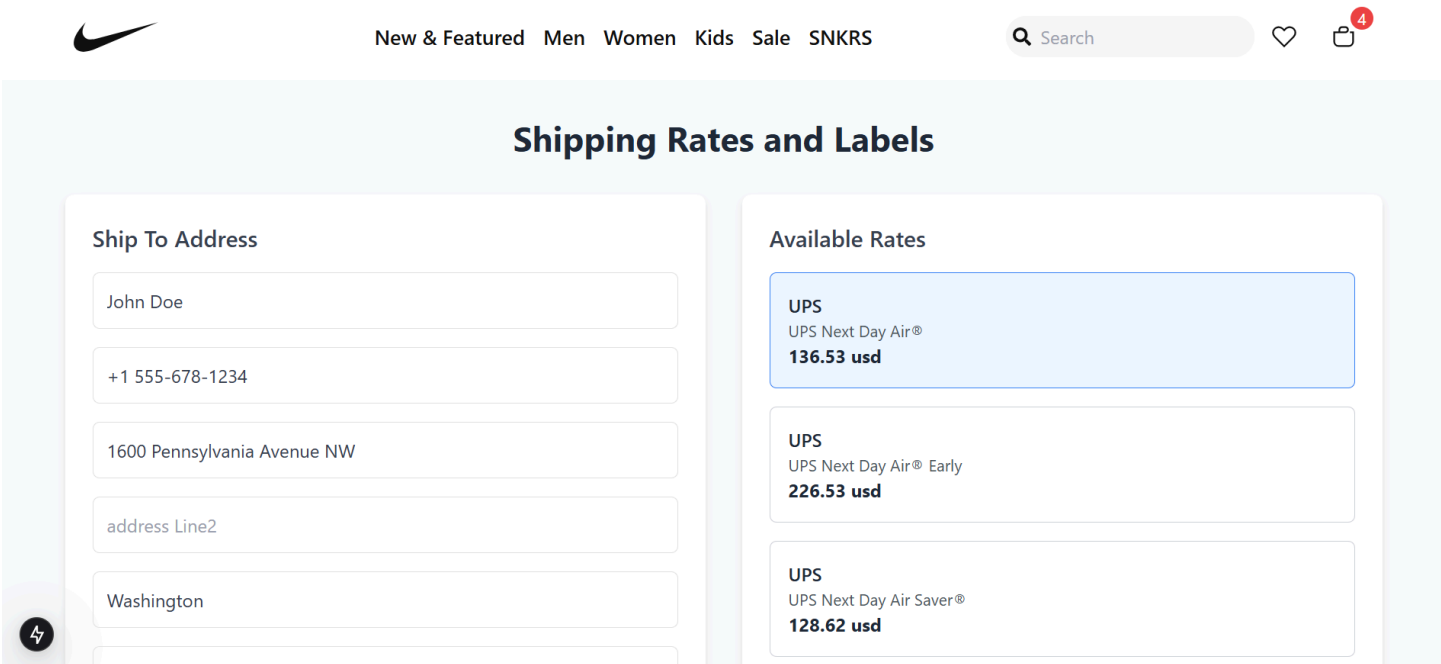 New & Featured Men Women Kids Sale SNKRS
Search
4
Shipping Rates and Labels
Ship To Address
John Doe
+1 555-678-1234
1600 Pennsylvania Avenue NW
address Line2
Washington
Available Rates
UPS
UPS Next Day Air®
136.53 usd
UPS
UPS Next Day Air® Early
226.53 usd
UPS
UPS Next Day Air Saver®
128.62 usd